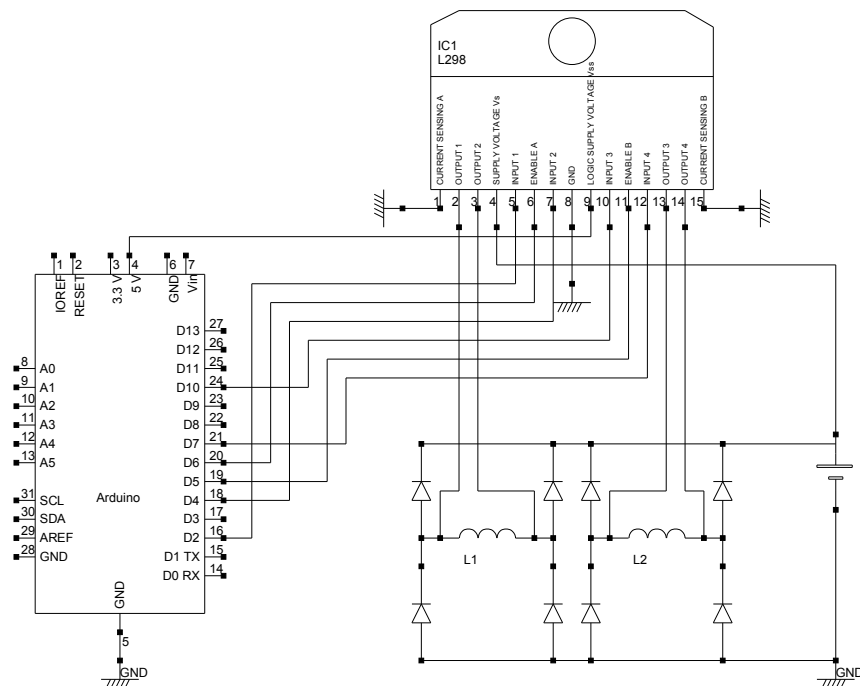 IC1
L298
CURRENT SENSING A
OUTPUT 1
OUTPUT 2
SUPPLY VOLTAGE Vs
INPUT 1
ENABLE A
INPUT 2
GND
LOGIC SUPPLY VOLTAGE Vss
INPUT 3
ENABLE B
INPUT 4
OUTPUT 3
OUTPUT 4
CURRENT SENSING B
1 2 3 4 5 6 7 8 9 10 11 12 13 14 15
1 2 3 4 6 7
IOREF
RESET
3.3 V
5 V
GND
Vin
D13 27
D12 26
D11 25
8 A0 D10 24
9 A1 D9 23
10 A2 D8 22
11 A3 D7 21
12 A4 D6 20
13 A5 D5 19
31 SCL Arduino D4 18
30 SDA D3 17
29 AREF D2 16
28 GND D1 TX 15
D0 RX 14
L1
L2
GND
5
GND
GND